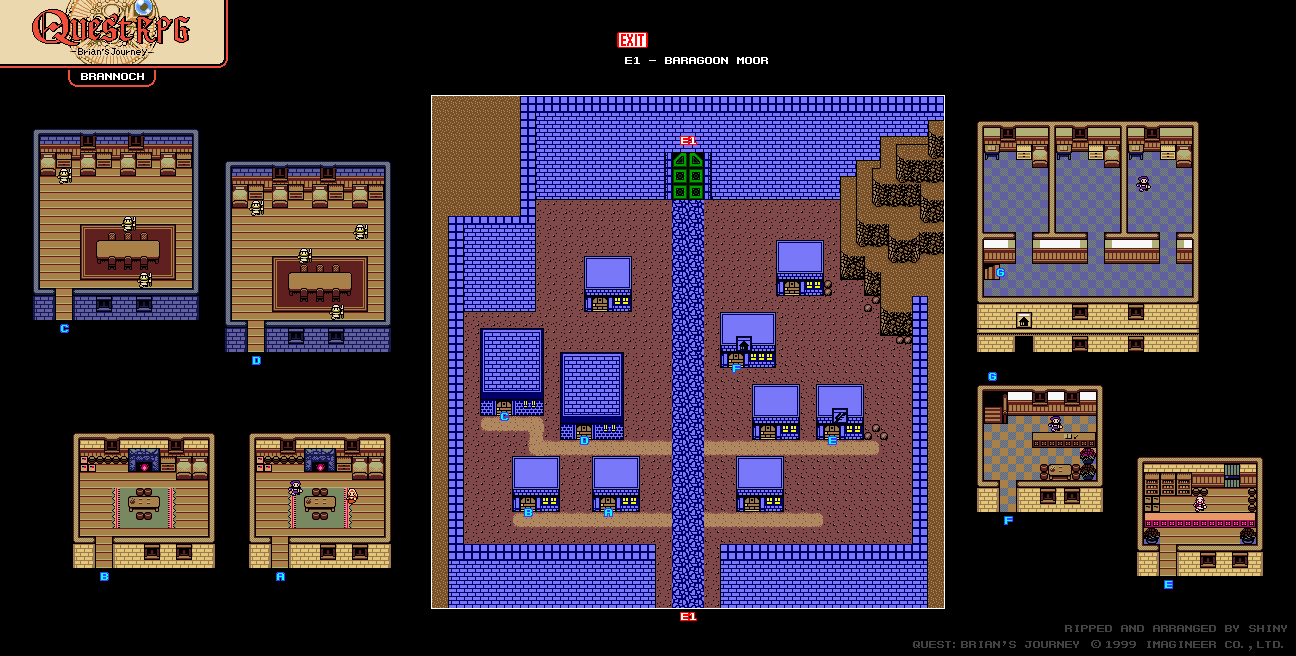 QuestRPG
-Brian's Journey-
BRANNOCH
EXIT
E1 - BARAGOON MOOR
E1
G
G
C
D
F
C
D
E
B
A
F
B
A
E
E1
RIPPED AND ARRANGED BY SHINY
QUEST: BRIAN'S JOURNEY © 1999 IMAGINEER CO., LTD.